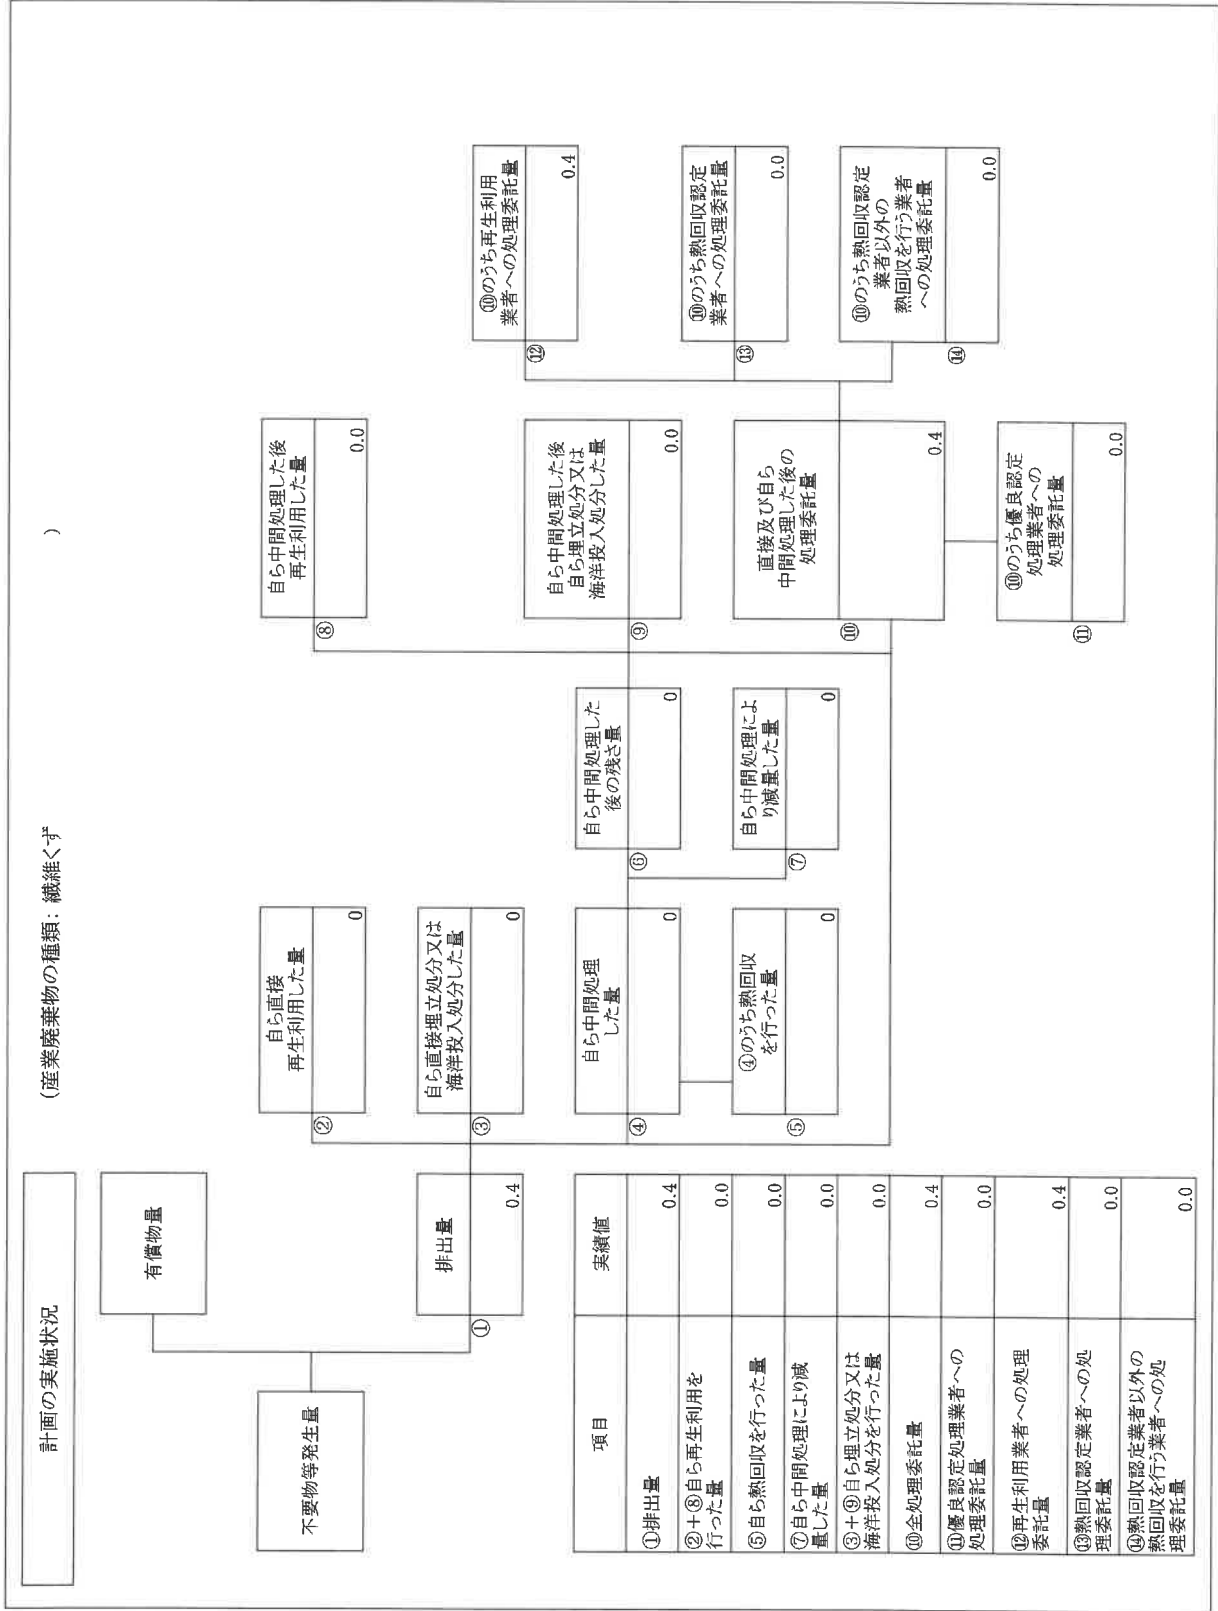 計画の実施状況
(産業廃棄物の種類: 繊維くず
)
不要物等発生量
有償物量
①
排出量
0.4
②
自ら直接
再生利用した量
0
③
自ら直接埋立処分又は
海洋投入処分した量
0
④
自ら中間処理
した量
0
⑤
④のうち熱回収
を行った量
0
⑥
自ら中間処理した
後の残さ量
0
⑦
自ら中間処理によ
り減量した量
0
⑧
自ら中間処理した後
再生利用した量
0.0
⑨
自ら中間処理した後
自ら埋立処分又は
海洋投入処分した量
0.0
⑩
直接及び自ら
中間処理した後の
処理委託量
0.4
⑪
⑩のうち優良認定
処理業者への
処理委託量
0.0
⑫
⑩のうち再生利用
業者への処理委託量
0.4
⑬
⑩のうち熱回収認定
業者への処理委託量
0.0
⑭
⑩のうち熱回収認定
業者以外の
熱回収を行う業者
への処理委託量
0.0
項目
実績値
①排出量
0.4
②+⑧自ら再生利用を
行った量
0.0
⑤自ら熱回収を行った量
0.0
⑦自ら中間処理により減
量した量
0.0
③+⑨自ら埋立処分又は
海洋投入処分を行った量
0.0
⑩全処理委託量
0.4
⑪優良認定処理業者への
処理委託量
0.0
⑫再生利用業者への処理
委託量
0.4
⑬熱回収認定業者への処
理委託量
0.0
⑭熱回収認定業者以外の
熱回収を行う業者への処
理委託量
0.0